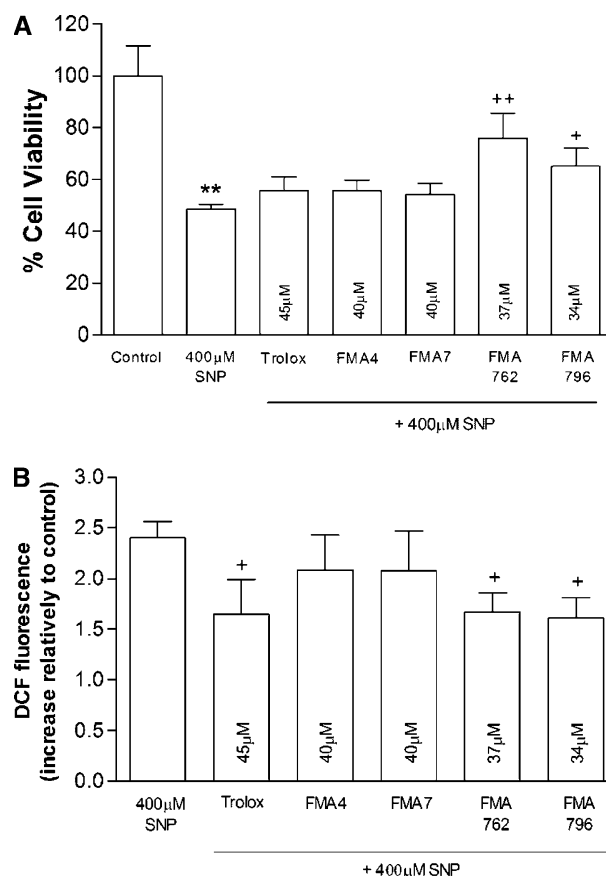 A
% Cell Viability
120
100
80
60
40
20
0
**
++
+
45μM
40μM
40μM
37μM
34μM
Control
400μM
SNP
Trolox
FMA4
FMA7
FMA
762
FMA
796
+ 400μM SNP
B
DCF fluorescence
(increase relatively to control)
3.0
2.5
2.0
1.5
1.0
0.5
0.0
+
+
+
45μM
40μM
40μM
37μM
34μM
400μM
SNP
Trolox
FMA4
FMA7
FMA
762
FMA
796
+ 400μM SNP